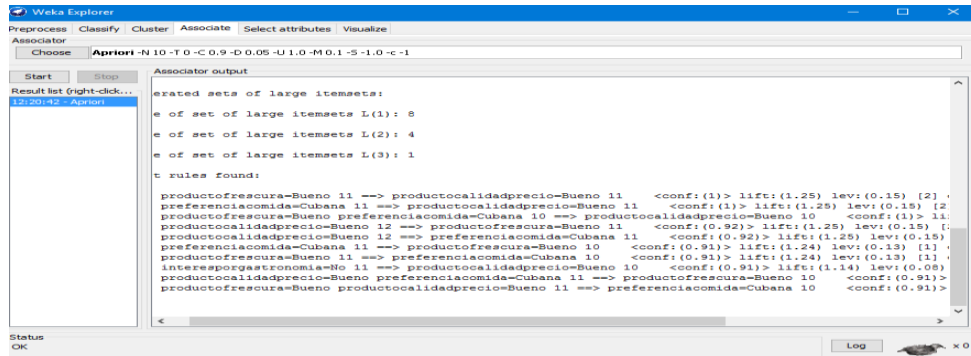 Weka Explorer
Preprocess Classify Cluster Associate Select attributes Visualize
Associator
Choose Apriori -N 10 -T 0 -C 0.9 -D 0.05 -U 1.0 -M 0.1 -S -1.0 -c -1
Start Stop
Associator output
Result list (right-click...
12:20:42 - Apriori
erated sets of large itemsets:
e of set of large itemsets L(1): 8
e of set of large itemsets L(2): 4
e of set of large itemsets L(3): 1
t rules found:
productofrescura=Bueno 11 ==> productocalidadprecio=Bueno 11 <conf:(1)> lift:(1.25) lev:(0.15) [2]
preferenciacomida=Cubana 11 ==> productocalidadprecio=Bueno 11 <conf:(1)> lift:(1.25) lev:(0.15) [2
productofrescura=Bueno preferenciacomida=Cubana 10 ==> productocalidadprecio=Bueno 10 <conf:(1)> li
productocalidadprecio=Bueno 12 ==> productofrescura=Bueno 11 <conf:(0.92)> lift:(1.25) lev:(0.15) [
productocalidadprecio=Bueno 12 ==> preferenciacomida=Cubana 11 <conf:(0.92)> lift:(1.25) lev:(0.15)
preferenciacomida=Cubana 11 ==> productofrescura=Bueno 10 <conf:(0.91)> lift:(1.24) lev:(0.13) [1]
productofrescura=Bueno 11 ==> preferenciacomida=Cubana 10 <conf:(0.91)> lift:(1.24) lev:(0.13) [1]
interesporgastronomia=No 11 ==> productocalidadprecio=Bueno 10 <conf:(0.91)> lift:(1.14) lev:(0.08)
productocalidadprecio=Bueno preferenciacomida=Cubana 11 ==> productofrescura=Bueno 10 <conf:(0.91)>
productofrescura=Bueno productocalidadprecio=Bueno 11 ==> preferenciacomida=Cubana 10 <conf:(0.91)>
Status
OK
Log x 0